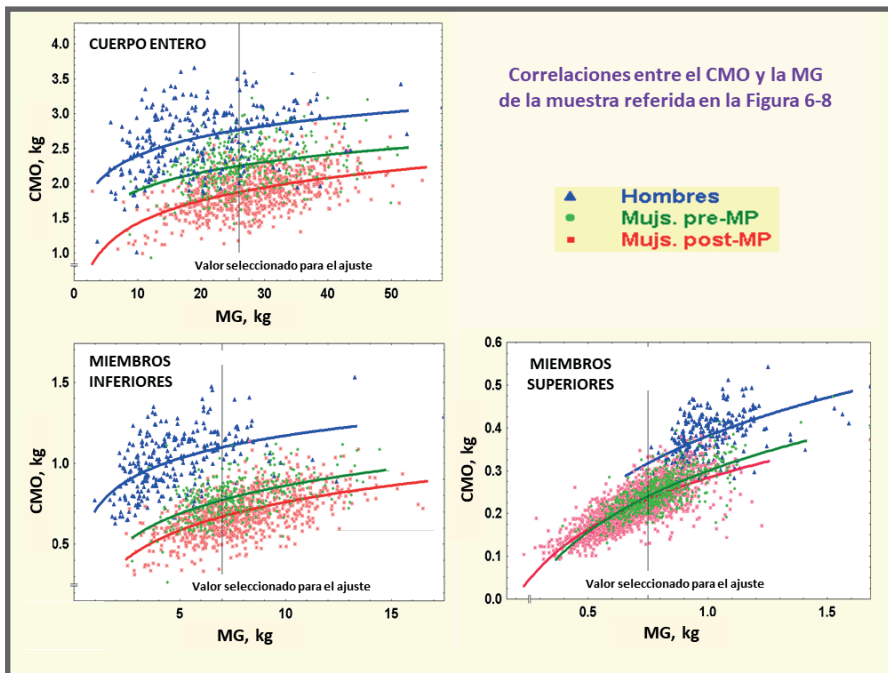 CUERPO ENTERO
4.0
3.5
3.0
2.5
2.0
1.5
1.0
CMO, kg
Valor seleccionado para el ajuste
0 10 20 30 40 50
MG, kg
Correlaciones entre el CMO y la MG
de la muestra referida en la Figura 6-8
Hombres
Mujs. pre-MP
Mujs. post-MP
MIEMBROS
INFERIORES
1.5
1.0
0.5
CMO, kg
Valor seleccionado para el ajuste
5 10 15
MG, kg
MIEMBROS
SUPERIORES
0.6
0.5
0.4
0.3
0.2
0.1
0.0
CMO, kg
Valor seleccionado para el ajuste
0.5 1.0 1.5
MG, kg